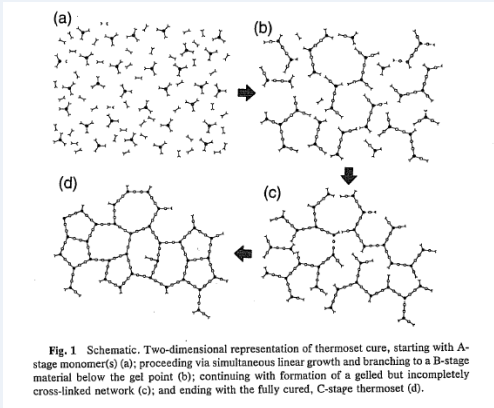 (a)
(b)
(d)
(c)
Fig. 1 Schematic. Two-dimensional representation of thermoset cure, starting with A-
stage monomer(s) (a); proceeding via simultaneous linear growth and branching to a B-stage
material below the gel point (b); continuing with formation of a gelled but incompletely
cross-linked network (c); and ending with the fully cured, C-stage thermoset (d).